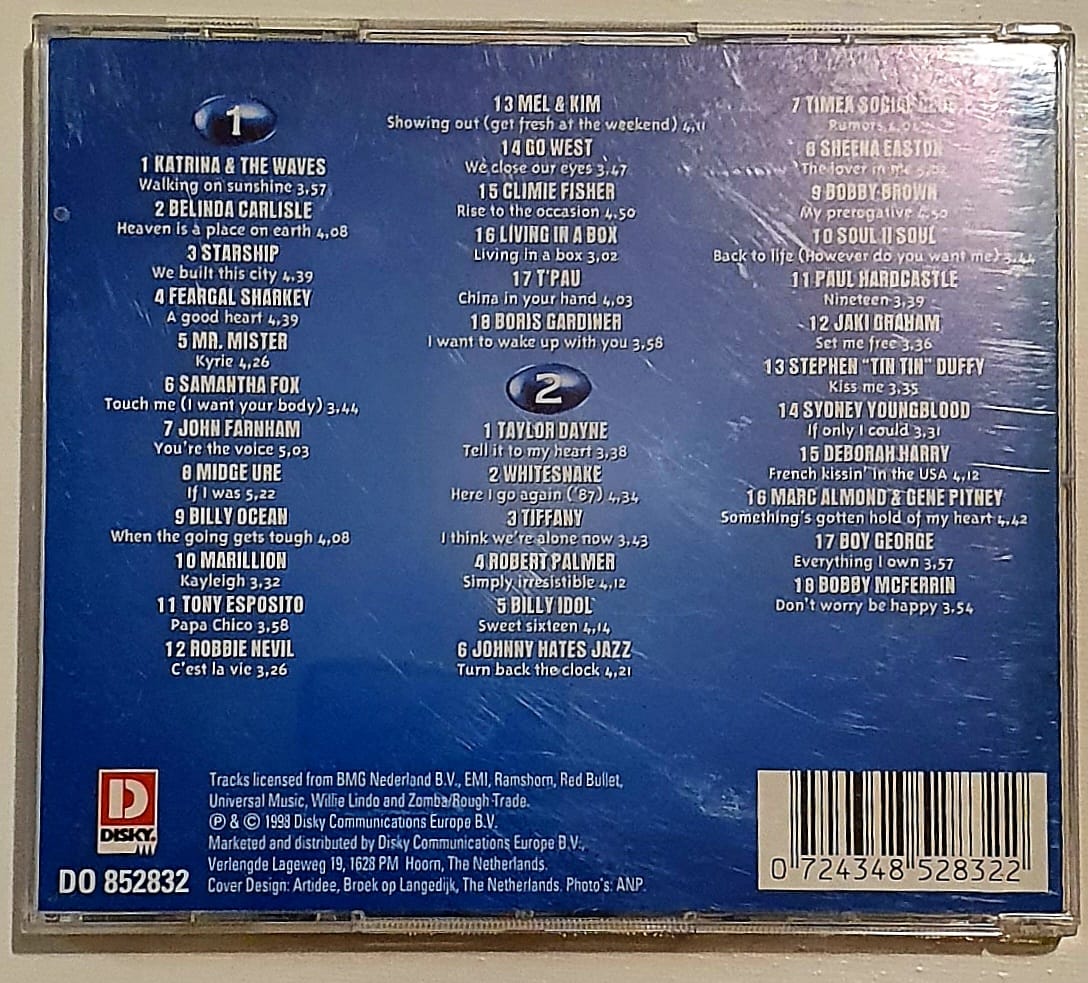 1
1 KATRINA & THE WAVES
Walking on sunshine 3,57
2 BELINDA CARLISLE
Heaven is a place on earth 4,08
3 STARSHIP
We built this city 4,39
4 FEARGAL SHARKEY
A good heart 4,39
5 MR. MISTER
Kyrie 4,26
6 SAMANTHA FOX
Touch me (I want your body) 3,44
7 JOHN FARNHAM
You're the voice 5,03
8 MIDGE URE
If I was 5,22
9 BILLY OCEAN
When the going gets tough 4,08
10 MARILLION
Kayleigh 3,32
11 TONY ESPOSITO
Papa Chico 3,58
12 ROBBIE NEVIL
C'est la vie 3,26
13 MEL & KIM
Showing out (get fresh at the weekend) 4,11
14 GO WEST
We close our eyes 3,47
15 CLIMIE FISHER
Rise to the occasion 4,50
16 LIVING IN A BOX
Living in a box 3,02
17 T'PAU
China in your hand 4,03
18 BORIS GARDINER
I want to wake up with you 3,58
2
1 TAYLOR DAYNE
Tell it to my heart 3,38
2 WHITESNAKE
Here I go again ('87) 4,34
3 TIFFANY
I think we're alone now 3,43
4 ROBERT PALMER
Simply irresistible 4,12
5 BILLY IDOL
Sweet sixteen 4,14
6 JOHNNY HATES JAZZ
Turn back the clock 4,21
7 TIMEX SOCIAL
Rumors
8 SHEENA EASTON
The lover in me
9 BOBBY BROWN
My prerogative 4,50
10 SOUL II SOUL
Back to life (However do you want me) 3,44
11 PAUL HARDCASTLE
Nineteen 3,39
12 JAKI GRAHAM
Set me free 3,36
13 STEPHEN "TIN TIN" DUFFY
Kiss me 3,35
14 SYDNEY YOUNGBLOOD
If only I could 3,31
15 DEBORAH HARRY
French kissin' in the USA 4,12
16 MARC ALMOND & GENE PITNEY
Something's gotten hold of my heart 4,42
17 BOY GEORGE
Everything I own 3,57
18 BOBBY MCFERRIN
Don't worry be happy 3,54
D
DISKY
DO 852832
Tracks licensed from BMG Nederland B.V., EMI, Ramshorn, Red Bullet,
Universal Music, Willie Lindo and Zomba/Rough Trade.
℗ & © 1998 Disky Communications Europe B.V.
Marketed and distributed by Disky Communications Europe B.V.,
Verlengde Lageweg 19, 1628 PM Hoorn, The Netherlands.
Cover Design: Artidee, Broek op Langedijk, The Netherlands. Photo's: ANP.
0 724348 528322